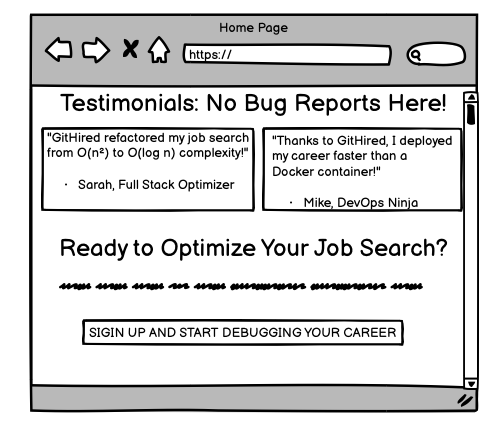 Home Page
https://
Testimonials: No Bug Reports Here!
"GitHired refactored my job search
from O(n²) to O(log n) complexity!"
· Sarah, Full Stack Optimizer
"Thanks to GitHired, I deployed
my career faster than a
Docker container!"
· Mike, DevOps Ninja
Ready to Optimize Your Job Search?
SIGIN UP AND START DEBUGGING YOUR CAREER